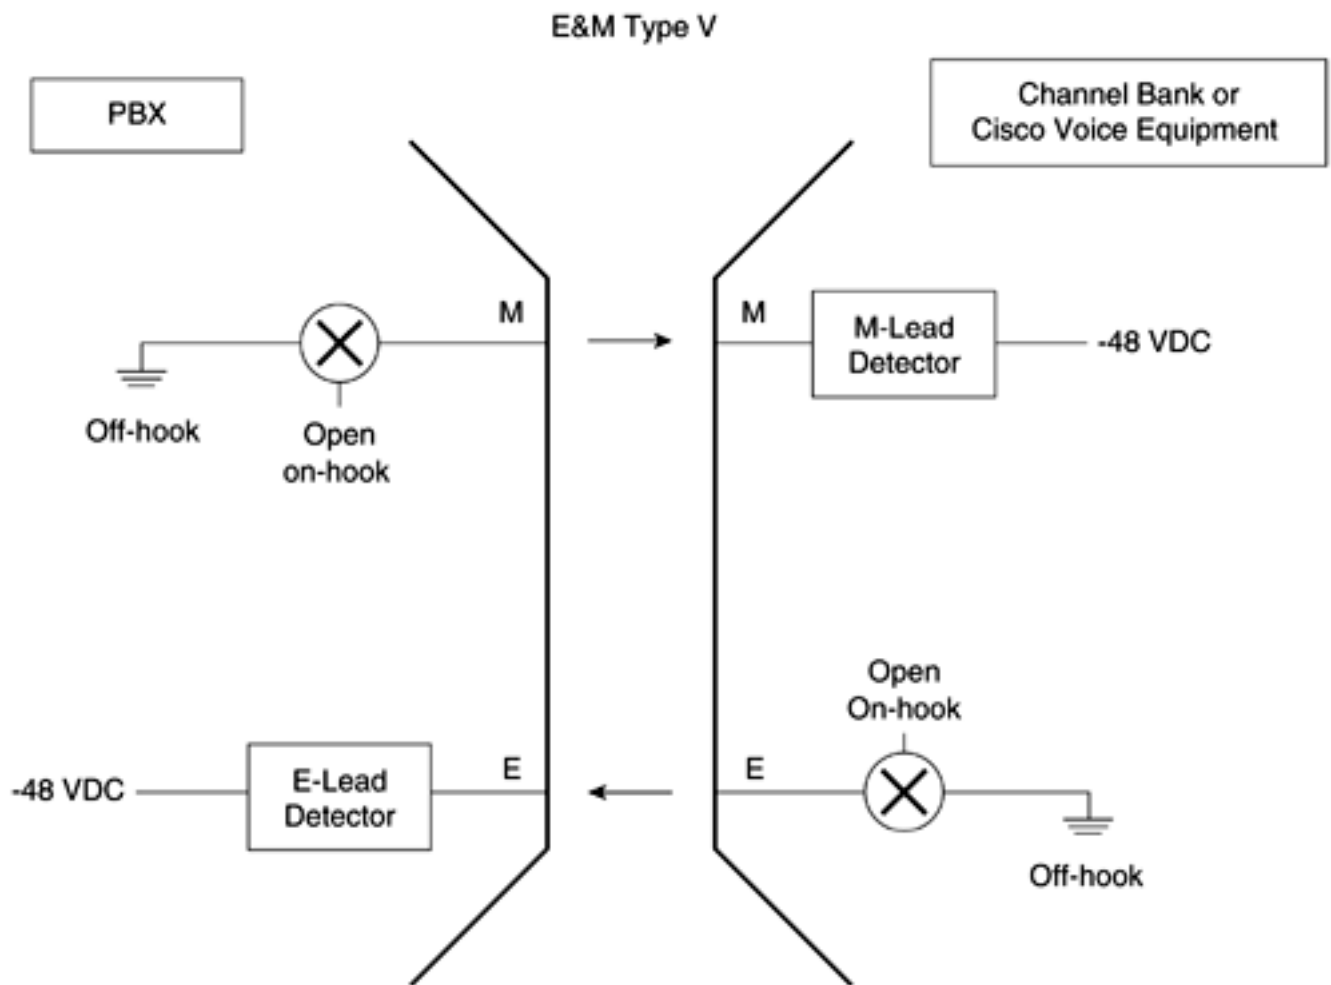 E&M Type V
PBX
Channel Bank or
Cisco Voice Equipment
M
M
M-Lead
Detector
-48 VDC
Off-hook
Open
on-hook
Open
On-hook
-48 VDC
E-Lead
Detector
E
E
Off-hook